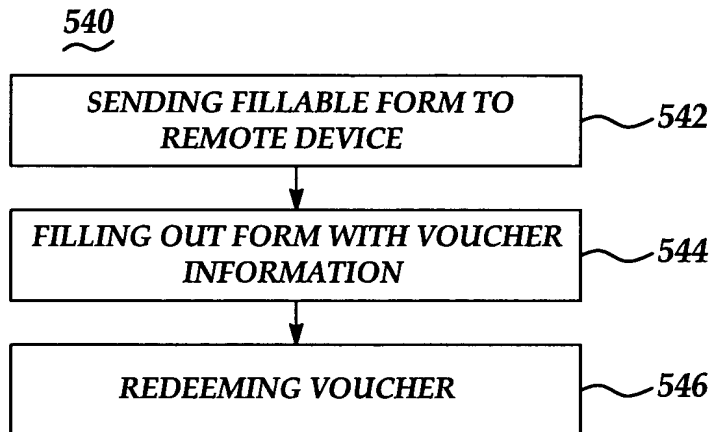 540
SENDING FILLABLE FORM TO
REMOTE DEVICE
542
FILLING OUT FORM WITH VOUCHER
INFORMATION
544
REDEEMING VOUCHER
546